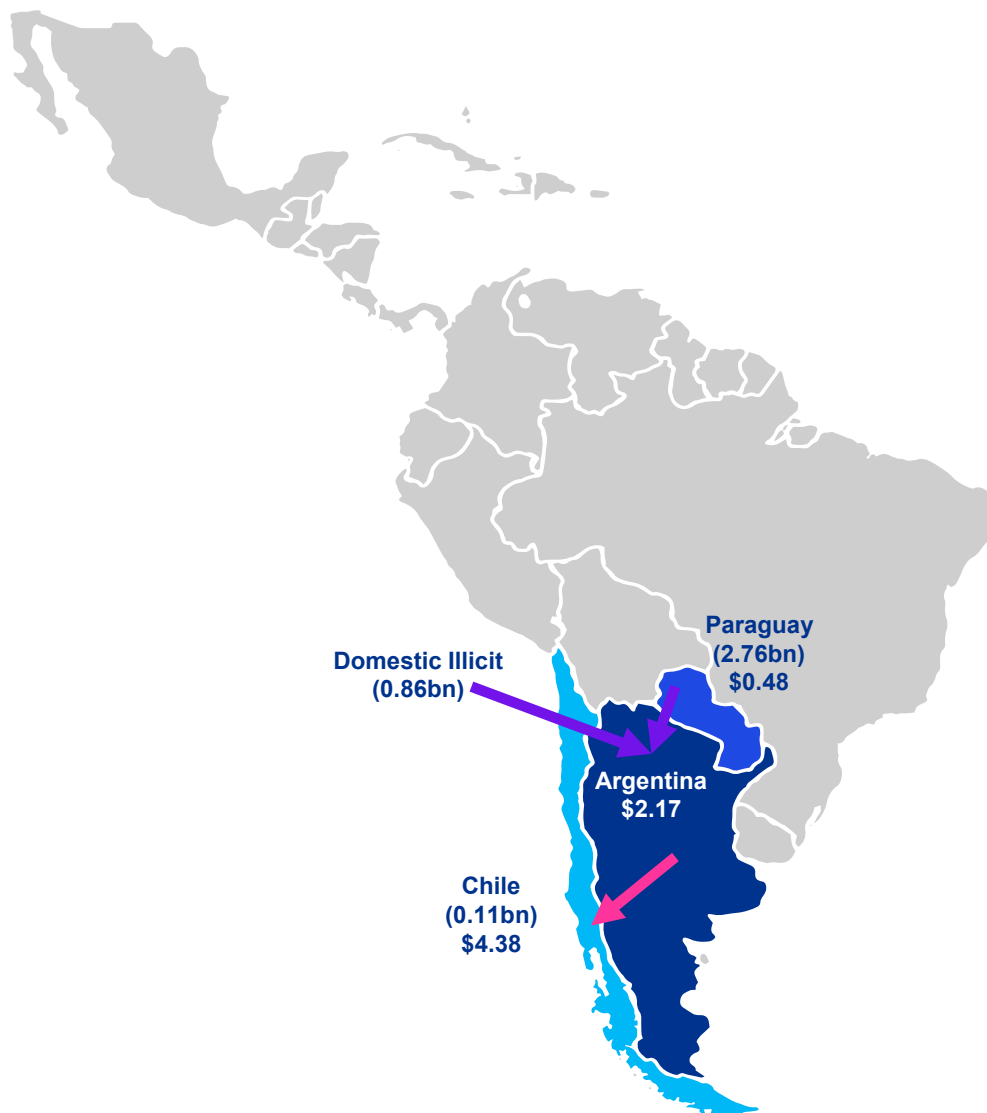 Paraguay
(2.76bn)
$0.48
Domestic Illicit
(0.86bn)
Argentina
$2.17
Chile
(0.11bn)
$4.38